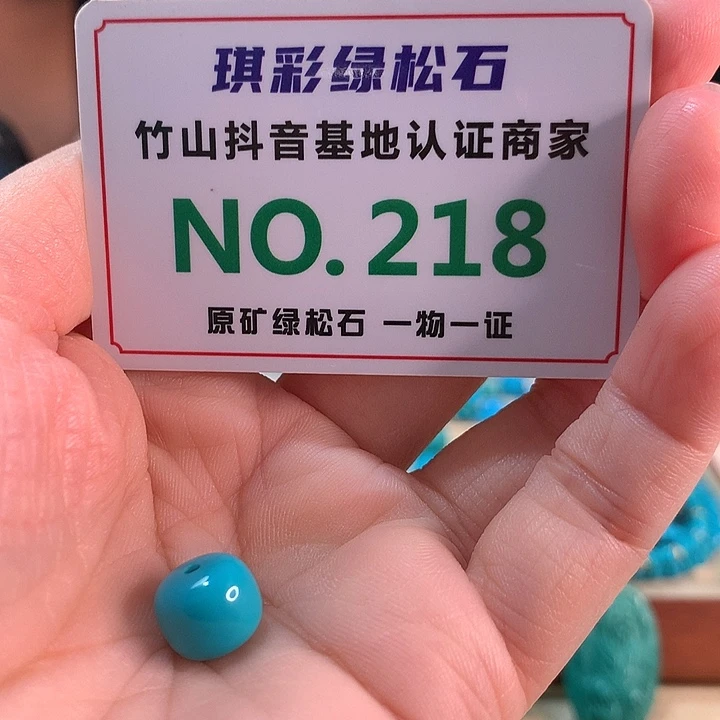 琪彩绿松石
竹山抖音基地认证商家
NO.218
原矿绿松石 一物一证